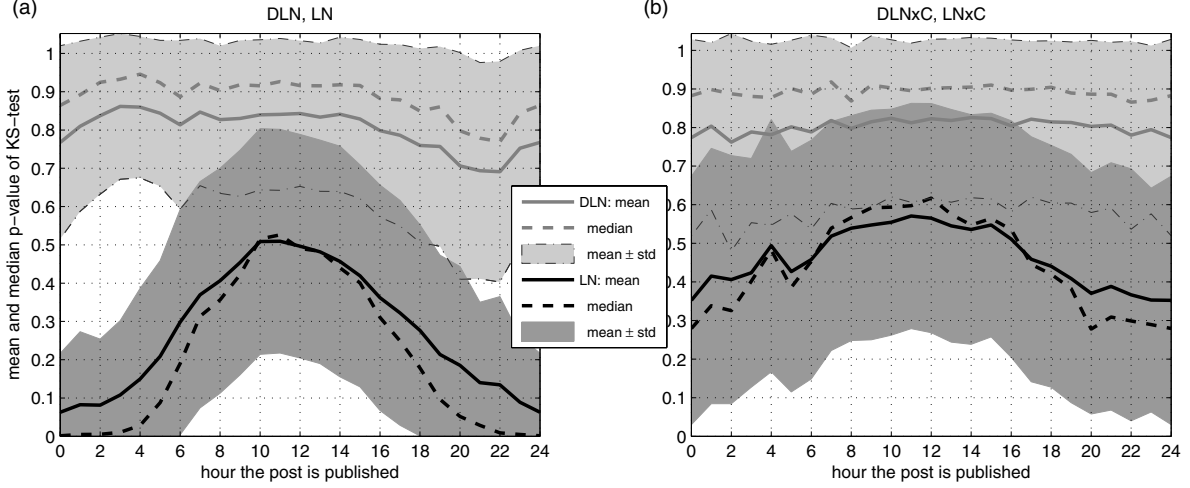 (a)
DLN, LN
mean and median p-value of KS-test
1
0.9
0.8
0.7
0.6
0.5
0.4
0.3
0.2
0.1
0
0 2 4 6 8 10 12 14 16 18 20 22 24
hour the post is published
DLN: mean
median
mean ± std
LN: mean
median
mean ± std
(b)
DLNxC, LNxC
1
0.9
0.8
0.7
0.6
0.5
0.4
0.3
0.2
0.1
0
0 2 4 6 8 10 12 14 16 18 20 22 24
hour the post is published